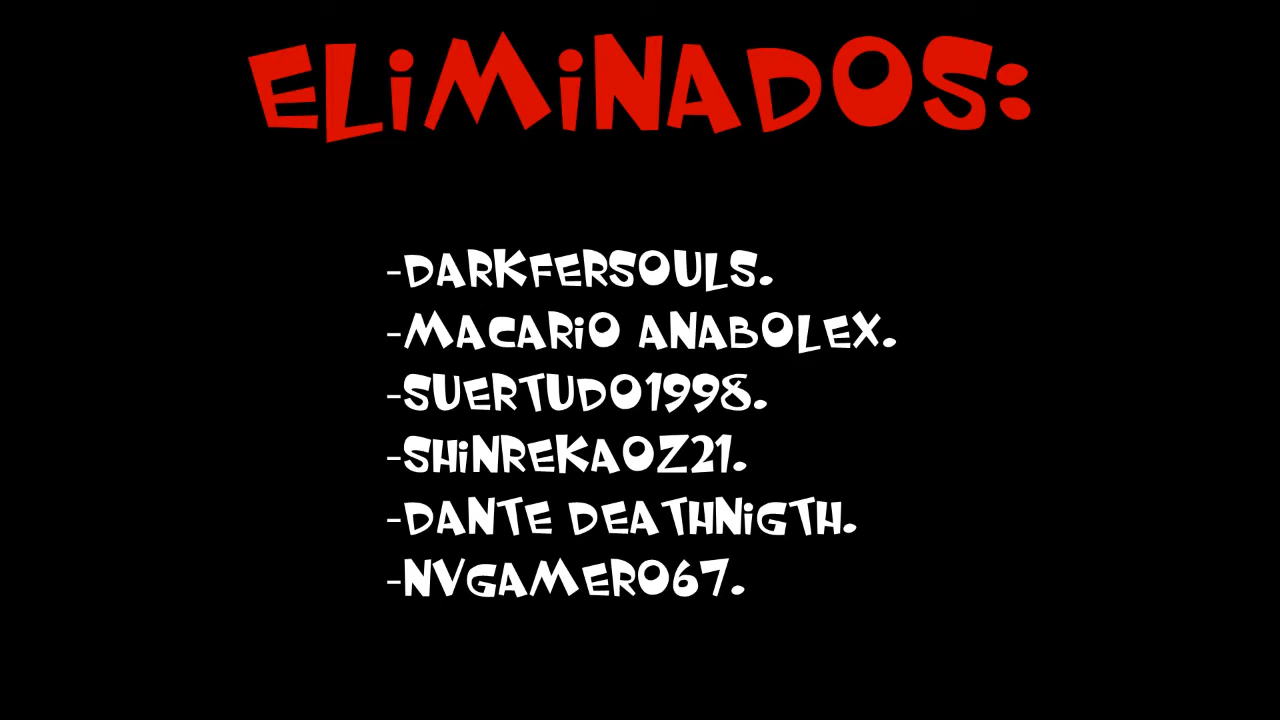 ELIMINADOS:
-DARKFERSOULS.
-MACARIO ANABOLEX.
-SUERTUDO1998.
-SHINREKAOZ21.
-DANTE DEATHNIGTH.
-NVGAMER067.